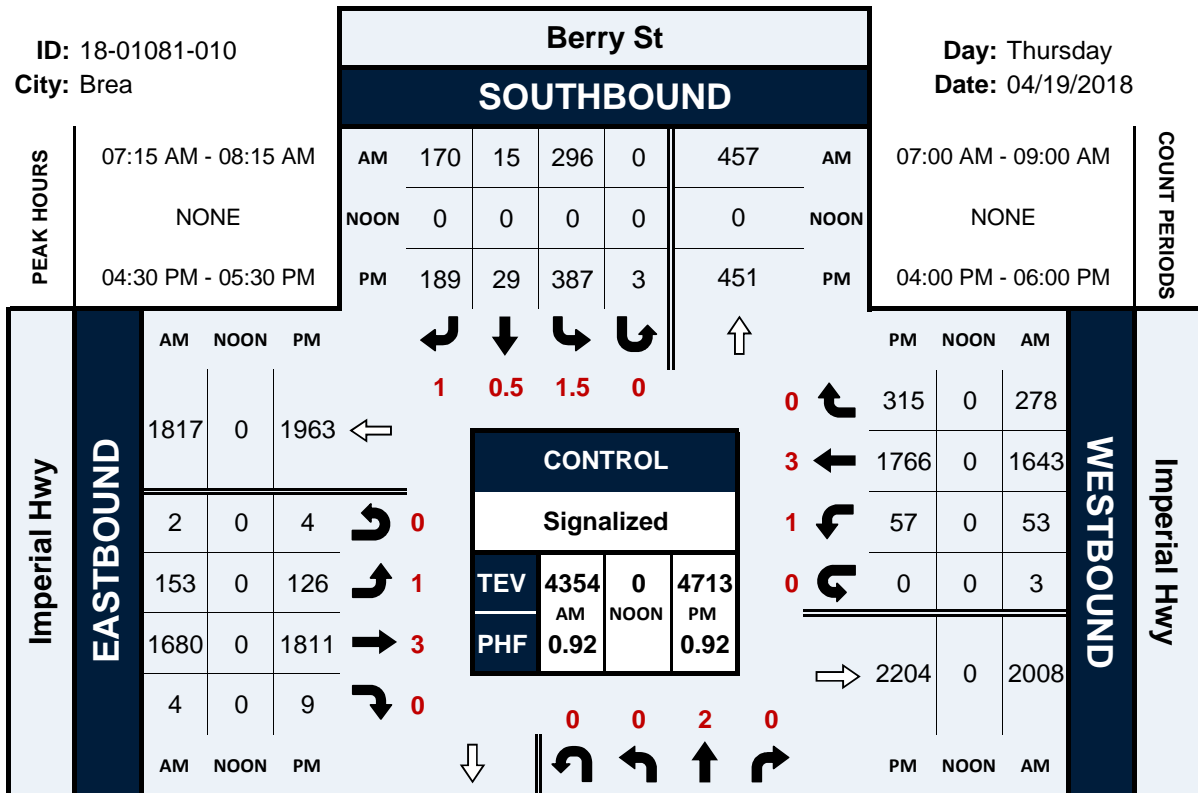 Berry St
ID: 18-01081-010
Day: Thursday
City: Brea
Date: 04/19/2018
SOUTHBOUND
PEAK HOURS
07:15 AM - 08:15 AM
NONE
04:30 PM - 05:30 PM
AM 170 15 296 0 457 AM
NOON 0 0 0 0 0 NOON
PM 189 29 387 3 451 PM
07:00 AM - 09:00 AM
NONE
04:00 PM - 06:00 PM
COUNT PERIODS
1 0.5 1.5 0
Imperial Hwy
EASTBOUND
AM NOON PM
1817 0 1963
2 0 4 0
153 0 126 1
1680 0 1811 3
4 0 9 0
AM NOON PM
CONTROL
Signalized
TEV 4354 0 4713
AM NOON PM
PHF 0.92 0.92
PM NOON AM
0 315 0 278
3 1766 0 1643
1 57 0 53
0 0 0 3
2204 0 2008
PM NOON AM
WESTBOUND
Imperial Hwy
0 0 2 0